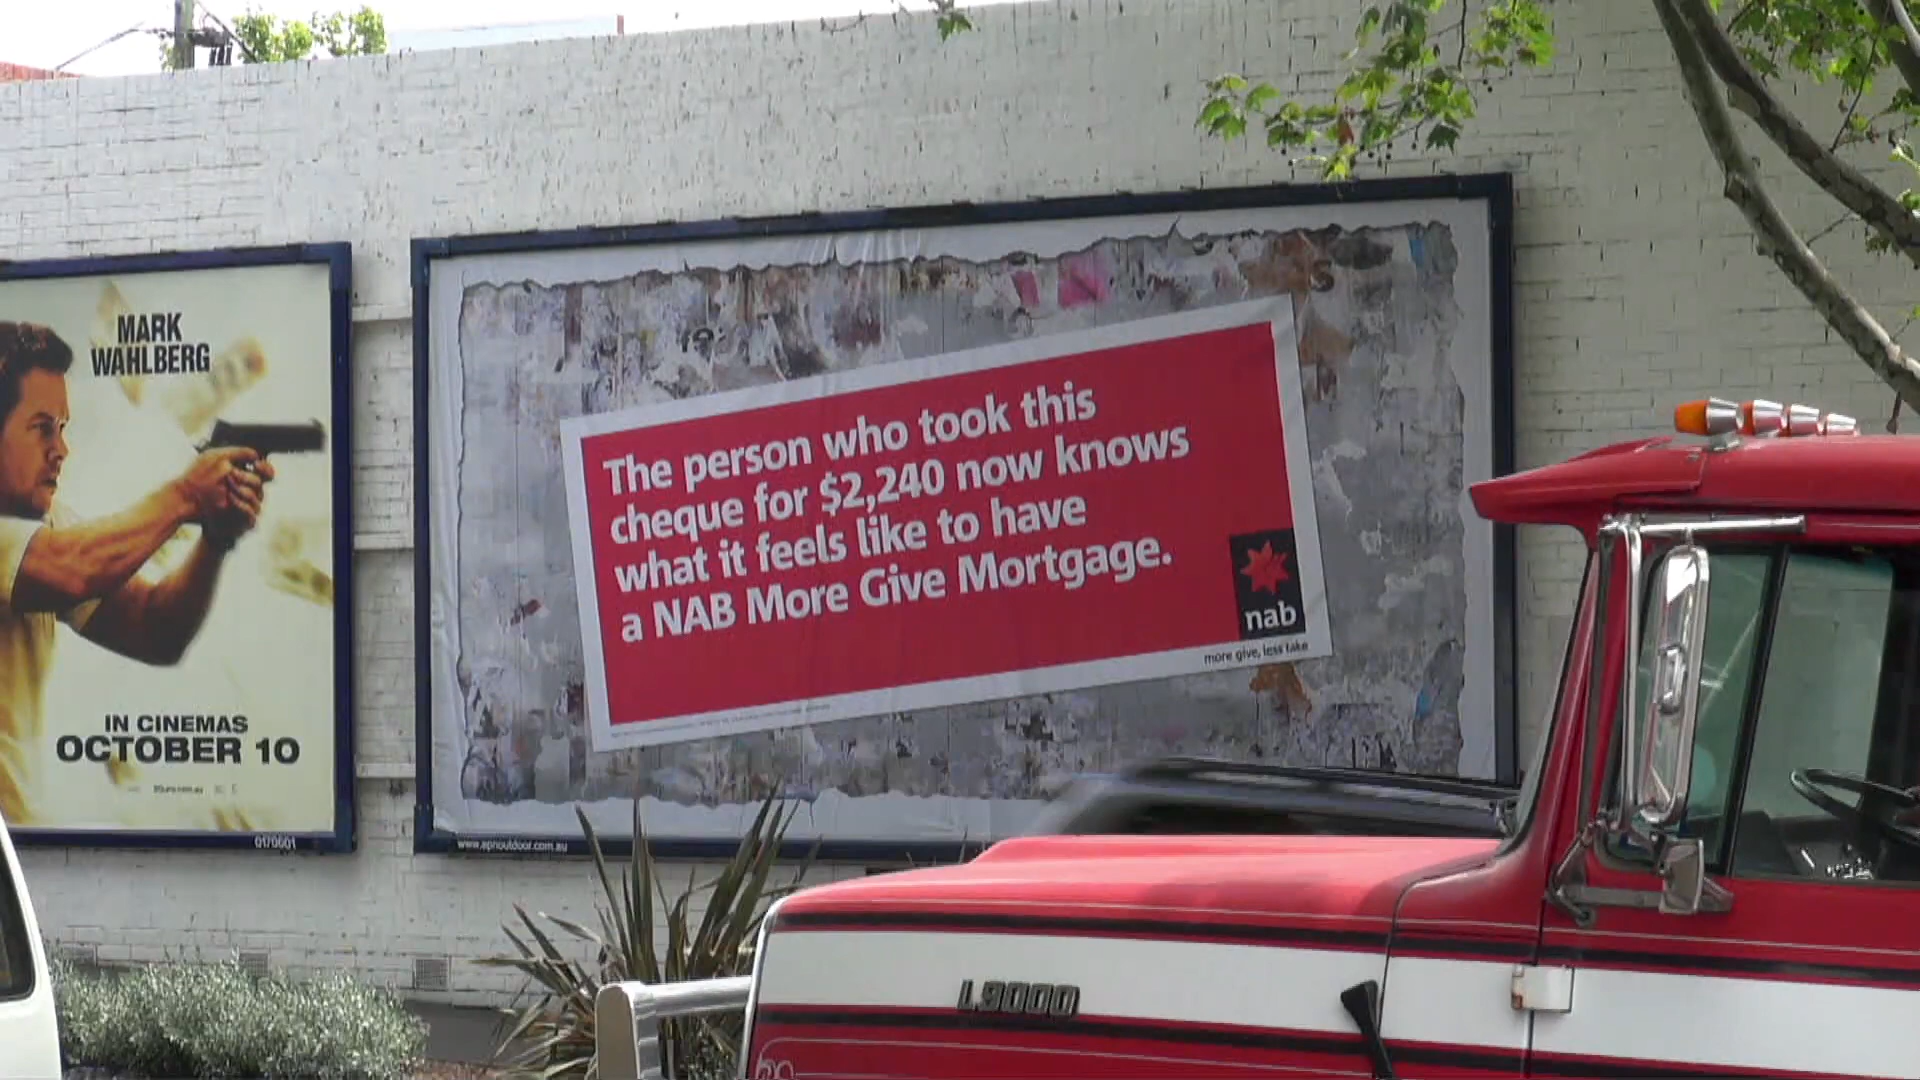 MARK
WAHLBERG
IN CINEMAS
OCTOBER 10
0170601
The person who took this
cheque for $2,240 now knows
what it feels like to have
a NAB More Give Mortgage.
nab
more give, less take
www.apnoutdoor.com.au
L9000